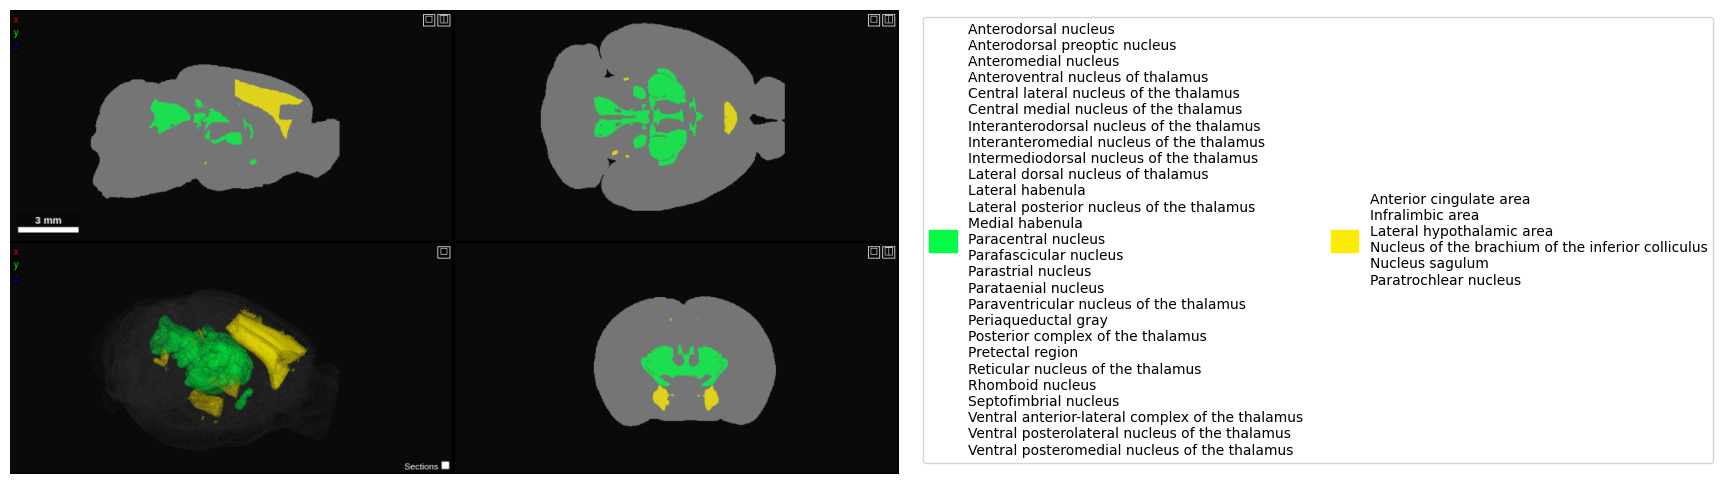 x
y
z
3 mm
x
y
z
Sections
Anterodorsal nucleus
Anterodorsal preoptic nucleus
Anteromedial nucleus
Anteroventral nucleus of thalamus
Central lateral nucleus of the thalamus
Central medial nucleus of the thalamus
Interanterodorsal nucleus of the thalamus
Interanteromedial nucleus of the thalamus
Intermediodorsal nucleus of the thalamus
Lateral dorsal nucleus of thalamus
Lateral habenula
Lateral posterior nucleus of the thalamus
Medial habenula
Paracentral nucleus
Parafascicular nucleus
Parastrial nucleus
Parataenial nucleus
Paraventricular nucleus of the thalamus
Periaqueductal gray
Posterior complex of the thalamus
Pretectal region
Reticular nucleus of the thalamus
Rhomboid nucleus
Septofimbrial nucleus
Ventral anterior-lateral complex of the thalamus
Ventral posterolateral nucleus of the thalamus
Ventral posteromedial nucleus of the thalamus
Anterior cingulate area
Infralimbic area
Lateral hypothalamic area
Nucleus of the brachium of the inferior colliculus
Nucleus sagulum
Paratrochlear nucleus